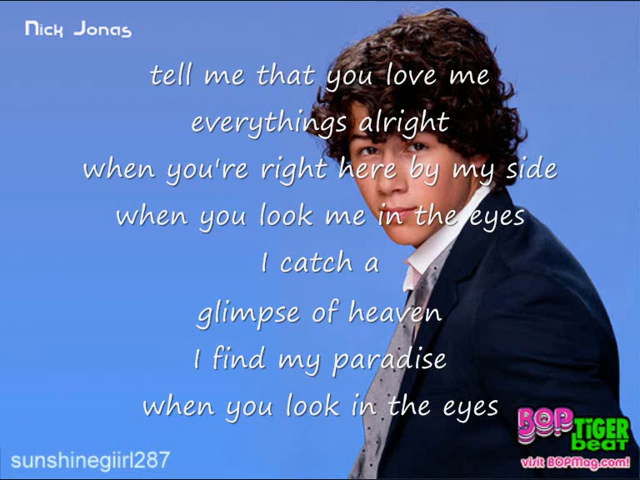 Nick Jonas
tell me that you love me
everythings alright
when you're right here by my side
when you look me in the eyes
I catch a
glimpse of heaven
I find my paradise
when you look in the eyes
BOP
TiGER
beat
visit BOPMag.com!
sunshinegiirl287